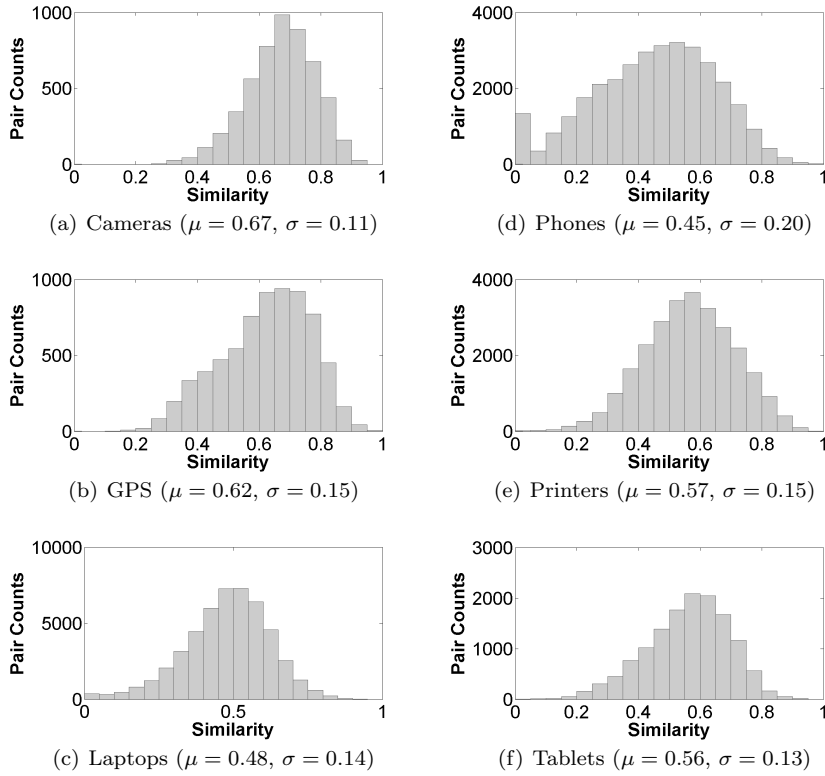 1000
500
0
Pair Counts
0 0.2 0.4 0.6 0.8 1
Similarity
(a) Cameras (μ = 0.67, σ = 0.11)
4000
2000
0
Pair Counts
0 0.2 0.4 0.6 0.8 1
Similarity
(d) Phones (μ = 0.45, σ = 0.20)
1000
500
0
Pair Counts
0 0.2 0.4 0.6 0.8 1
Similarity
(b) GPS (μ = 0.62, σ = 0.15)
4000
2000
0
Pair Counts
0 0.2 0.4 0.6 0.8 1
Similarity
(e) Printers (μ = 0.57, σ = 0.15)
10000
5000
0
Pair Counts
0 0.5 1
Similarity
(c) Laptops (μ = 0.48, σ = 0.14)
3000
2000
1000
0
Pair Counts
0 0.2 0.4 0.6 0.8 1
Similarity
(f) Tablets (μ = 0.56, σ = 0.13)